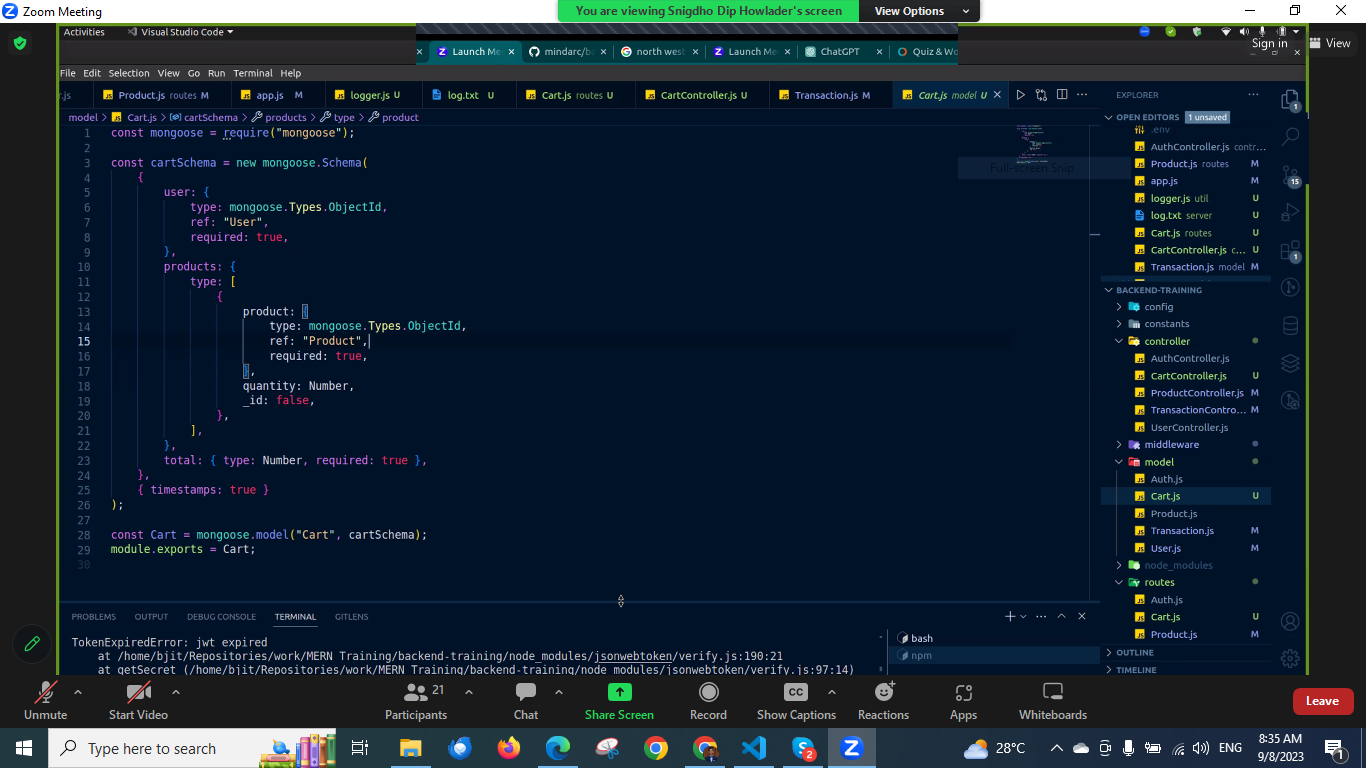 Zoom Meeting
You are viewing Snigdho Dip Howlader's screen
View Options
Activities
Visual Studio Code
Launch Me
mindarc/b
north west
Launch Me
ChatGPT
Quiz & Wo
Sign in
View
File Edit Selection View Go Run Terminal Help
r.js
Product.js routes M
app.js M
logger.js U
log.txt U
Cart.js routes U
CartController.js U
Transaction.js M
Cart.js model U
model > Cart.js > cartSchema > products > type > product
1 const mongoose = require("mongoose");
2
3 const cartSchema = new mongoose.Schema(
4 {
5 user: {
6 type: mongoose.Types.ObjectId,
7 ref: "User",
8 required: true,
9 },
10 products: {
11 type: [
12 {
13 product: {
14 type: mongoose.Types.ObjectId,
15 ref: "Product",
16 required: true,
17 },
18 quantity: Number,
19 _id: false,
20 },
21 ],
22 },
23 total: { type: Number, required: true },
24 },
25 { timestamps: true }
26 );
27
28 const Cart = mongoose.model("Cart", cartSchema);
29 module.exports = Cart;
30
Full-screen Snip
EXPLORER
OPEN EDITORS 1 unsaved
.env
AuthController.js contr...
Product.js routes M
app.js M
logger.js util U
log.txt server U
Cart.js routes U
CartController.js c... U
Transaction.js model M
BACKEND-TRAINING
config
constants
controller
AuthController.js
CartController.js U
ProductController.js M
TransactionContro... M
UserController.js
middleware
model
Auth.js
Cart.js U
Product.js
Transaction.js M
User.js M
node_modules
routes
Auth.js
Cart.js U
Product.js M
OUTLINE
TIMELINE
1
15
1
PROBLEMS OUTPUT DEBUG CONSOLE TERMINAL GITLENS
TokenExpiredError: jwt expired
at /home/bjit/Repositories/work/MERN Training/backend-training/node_modules/jsonwebtoken/verify.js:190:21
at getSecret (/home/bjit/Repositories/work/MERN Training/backend-training/node_modules/jsonwebtoken/verify.js:97:14)
bash
npm
Unmute
Start Video
21
Participants
Chat
Share Screen
Record
CC
Show Captions
Reactions
Apps
Whiteboards
Leave
Type here to search
2
28°C
ENG
8:35 AM
9/8/2023
1